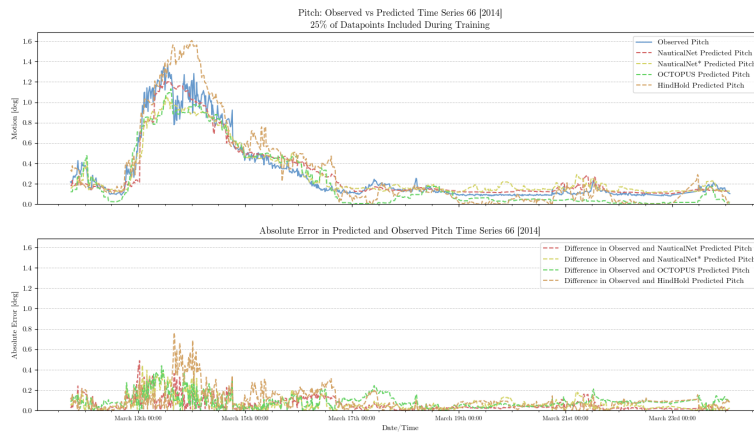 Pitch: Observed vs Predicted Time Series 66 [2014]
25% of Datapoints Included During Training
1.6
1.4
1.2
1.0
0.8
0.6
0.4
0.2
0.0
Motion [deg]
Observed Pitch
NauticalNet Predicted Pitch
NauticalNet* Predicted Pitch
OCTOPUS Predicted Pitch
HindHold Predicted Pitch
Absolute Error in Predicted and Observed Pitch Time Series 66 [2014]
1.6
1.4
1.2
1.0
0.8
0.6
0.4
0.2
0.0
Absolute Error [deg]
Difference in Observed and NauticalNet Predicted Pitch
Difference in Observed and NauticalNet* Predicted Pitch
Difference in Observed and OCTOPUS Predicted Pitch
Difference in Observed and HindHold Predicted Pitch
March 13th 00:00
March 15th 00:00
March 17th 00:00
March 19th 00:00
March 21st 00:00
March 23rd 00:00
Date/Time